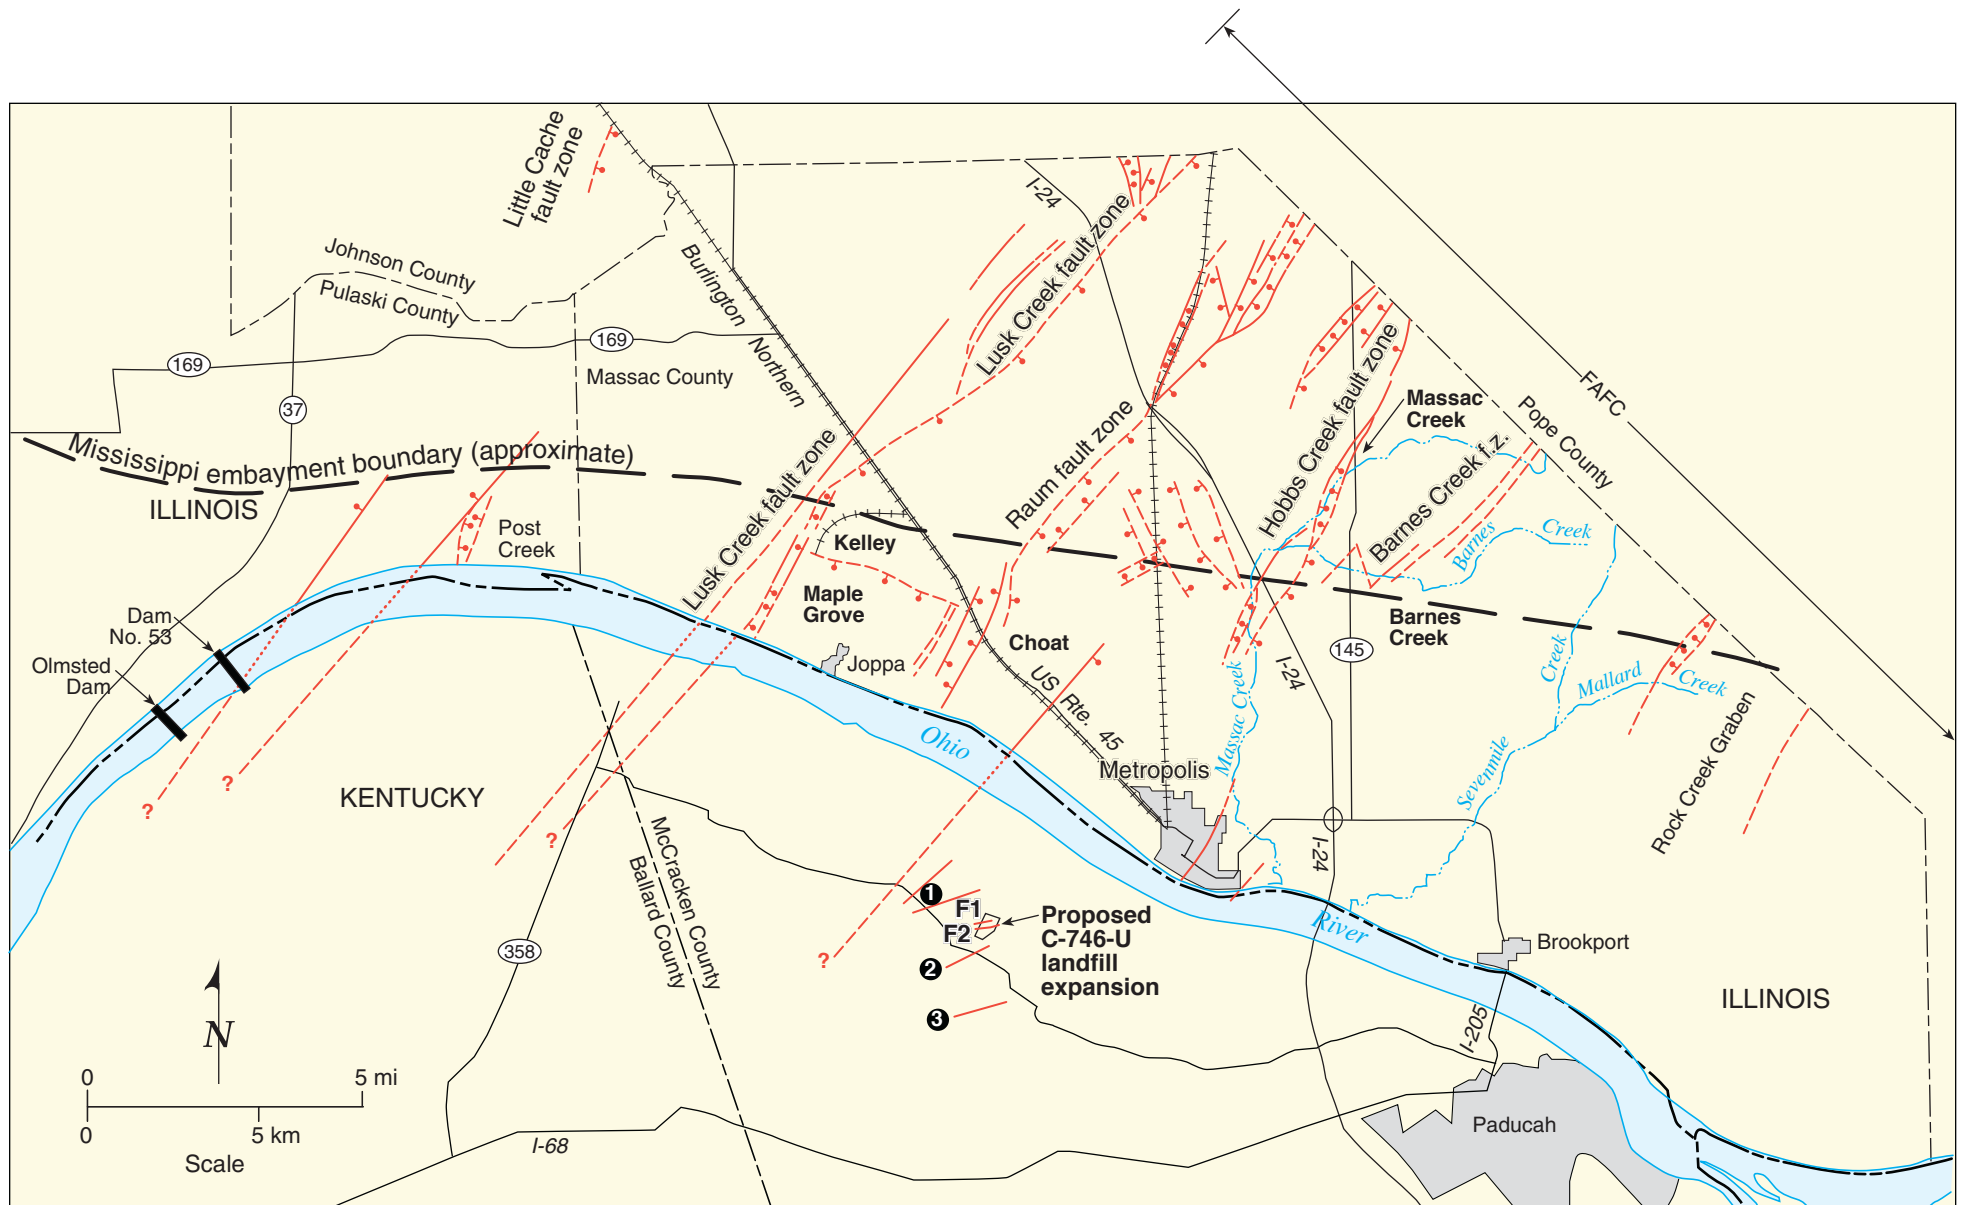 Little Cache
fault zone
I-24
Johnson County
Pulaski County
Burlington
Northern
Lusk Creek fault zone
169
169
Massac County
37
FAFC
Pope County
Massac
Creek
Mississippi embayment boundary (approximate)
ILLINOIS
Lusk Creek fault zone
Raum fault zone
Hobbs Creek fault zone
Barnes Creek f.z.
Barnes
Creek
Post
Creek
Kelley
Maple
Grove
Choat
Joppa
Barnes
Creek
Dam
No. 53
Olmsted
Dam
145
I-24
Massac Creek
Creek
Mallard
Creek
Sevenmile
Rock Creek Graben
US Rte. 45
Ohio
Metropolis
KENTUCKY
?
?
?
?
McCracken County
Ballard County
I-24
1
F1
F2
2
3
Proposed
C-746-U
landfill
expansion
River
Brookport
358
ILLINOIS
I-205
N
0
5 mi
0
5 km
Scale
I-68
Paducah